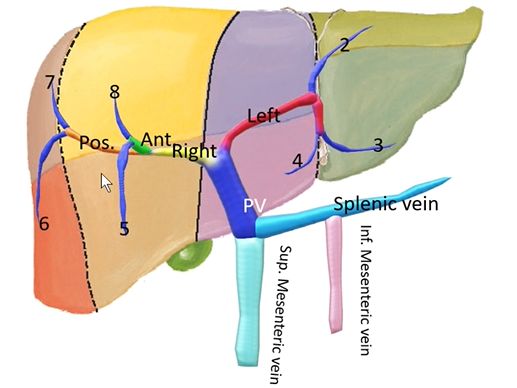 2
7
8
Left
Pos.
Ant
Right
3
4
PV
Splenic vein
6
5
Sup. Mesenteric vein
Inf. Mesenteric vein